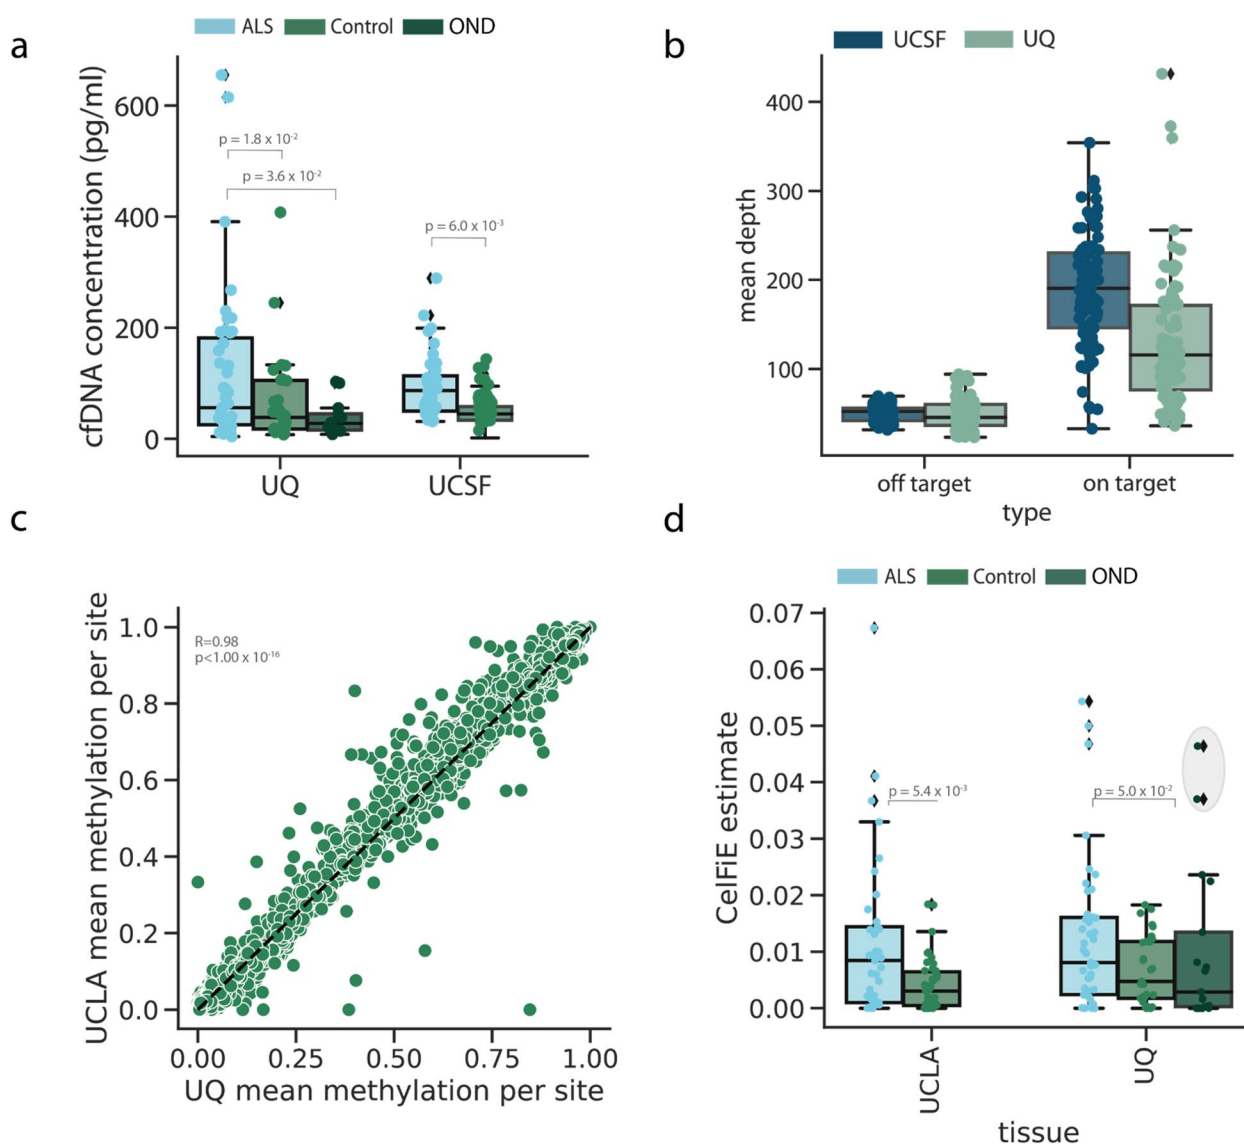 a
ALS Control OND
cfDNA concentration (pg/ml)
600
400
200
0
p = 1.8 x 10-2
p = 3.6 x 10-2
p = 6.0 x 10-3
UQ UCSF
b
UCSF UQ
mean depth
400
300
200
100
off target on target
type
c
UCLA mean methylation per site
1.0
0.8
0.6
0.4
0.2
0.0
R=0.98
p<1.00 x 10-16
0.00 0.25 0.50 0.75 1.00
UQ mean methylation per site
d
ALS Control OND
CelFiE estimate
0.07
0.06
0.05
0.04
0.03
0.02
0.01
0.00
p = 5.4 x 10-3
p = 5.0 x 10-2
UCLA UQ
tissue